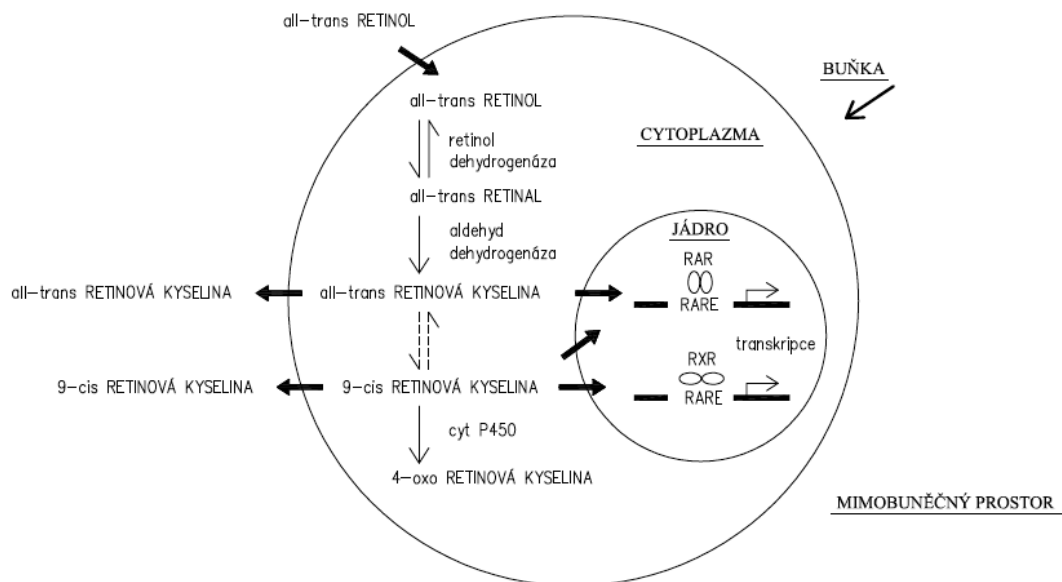 all-trans RETINOL
BUŇKA
all-trans RETINOL
CYTOPLAZMA
retinol
dehydrogenáza
all-trans RETINAL
aldehyd
dehydrogenáza
JÁDRO
RAR
RARE
all-trans RETINOVÁ KYSELINA
all-trans RETINOVÁ KYSELINA
transkripce
RXR
RARE
9-cis RETINOVÁ KYSELINA
9-cis RETINOVÁ KYSELINA
cyt P450
4-oxo RETINOVÁ KYSELINA
MIMOBUNĚČNÝ PROSTOR